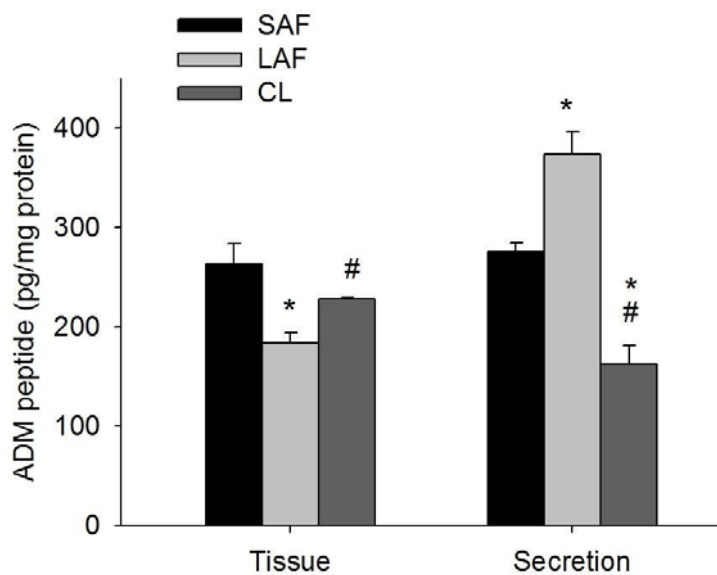 SAF
LAF
CL
ADM peptide (pg/mg protein)
400
300
200
100
0
*
#
*
*
#
Tissue
Secretion